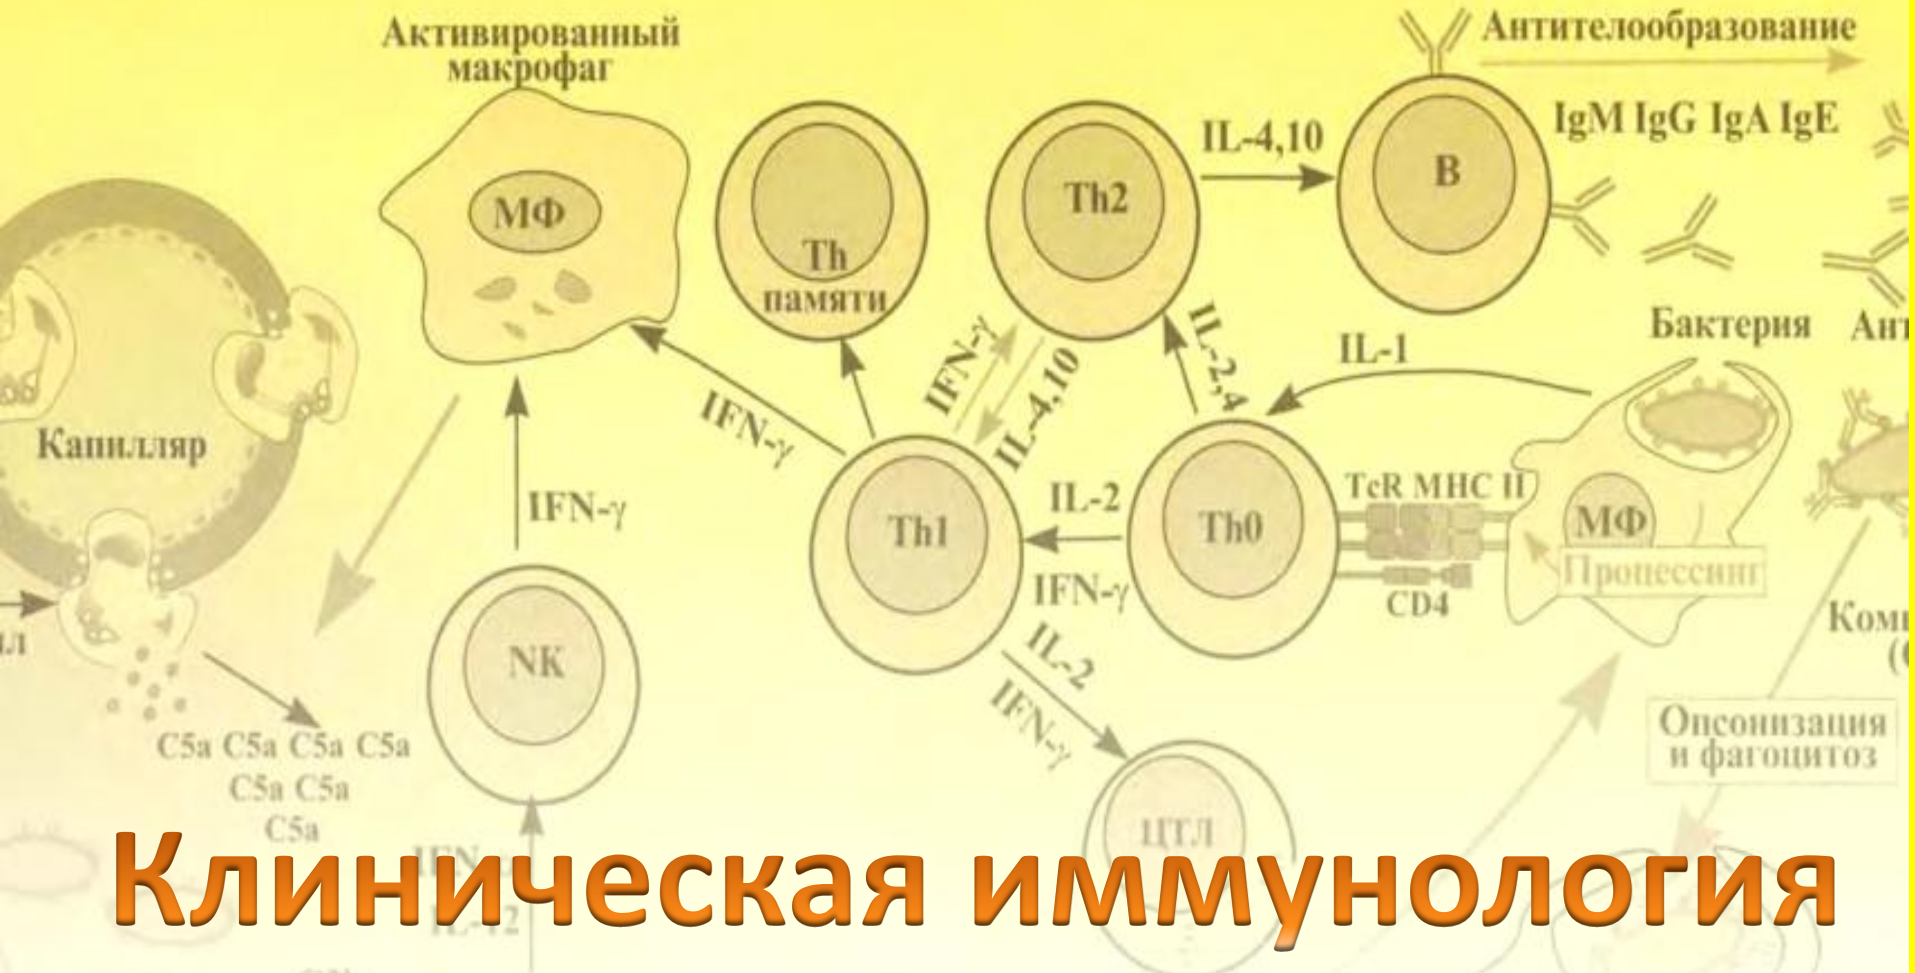 Активированный
макрофаг
Антителообразование
IgM IgG IgA IgE
IL-4,10
B
Th2
МФ
Th
памяти
Бактерия
IL-1
IL-2,4
IFN-γ
IL-4,10
IFN-γ
Капилляр
TcR MHC II
IL-2
IFN-γ
Th1
Th0
МФ
Процессинг
CD4
IFN-γ
IL-2
IFN-γ
NK
Опсонизация
и фагоцитоз
C5a C5a C5a C5a
C5a C5a
C5a
ЦТЛ
IL-12
Клиническая иммунология